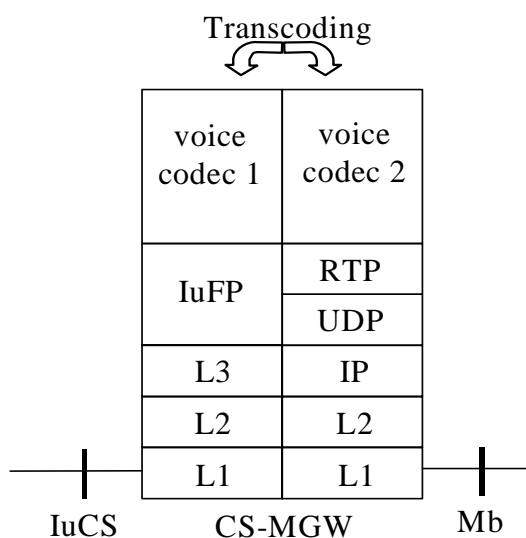 Transcoding
voice voice
codec 1 codec 2
IuFP RTP
UDP
L3 IP
L2 L2
L1 L1
IuCS CS-MGW Mb